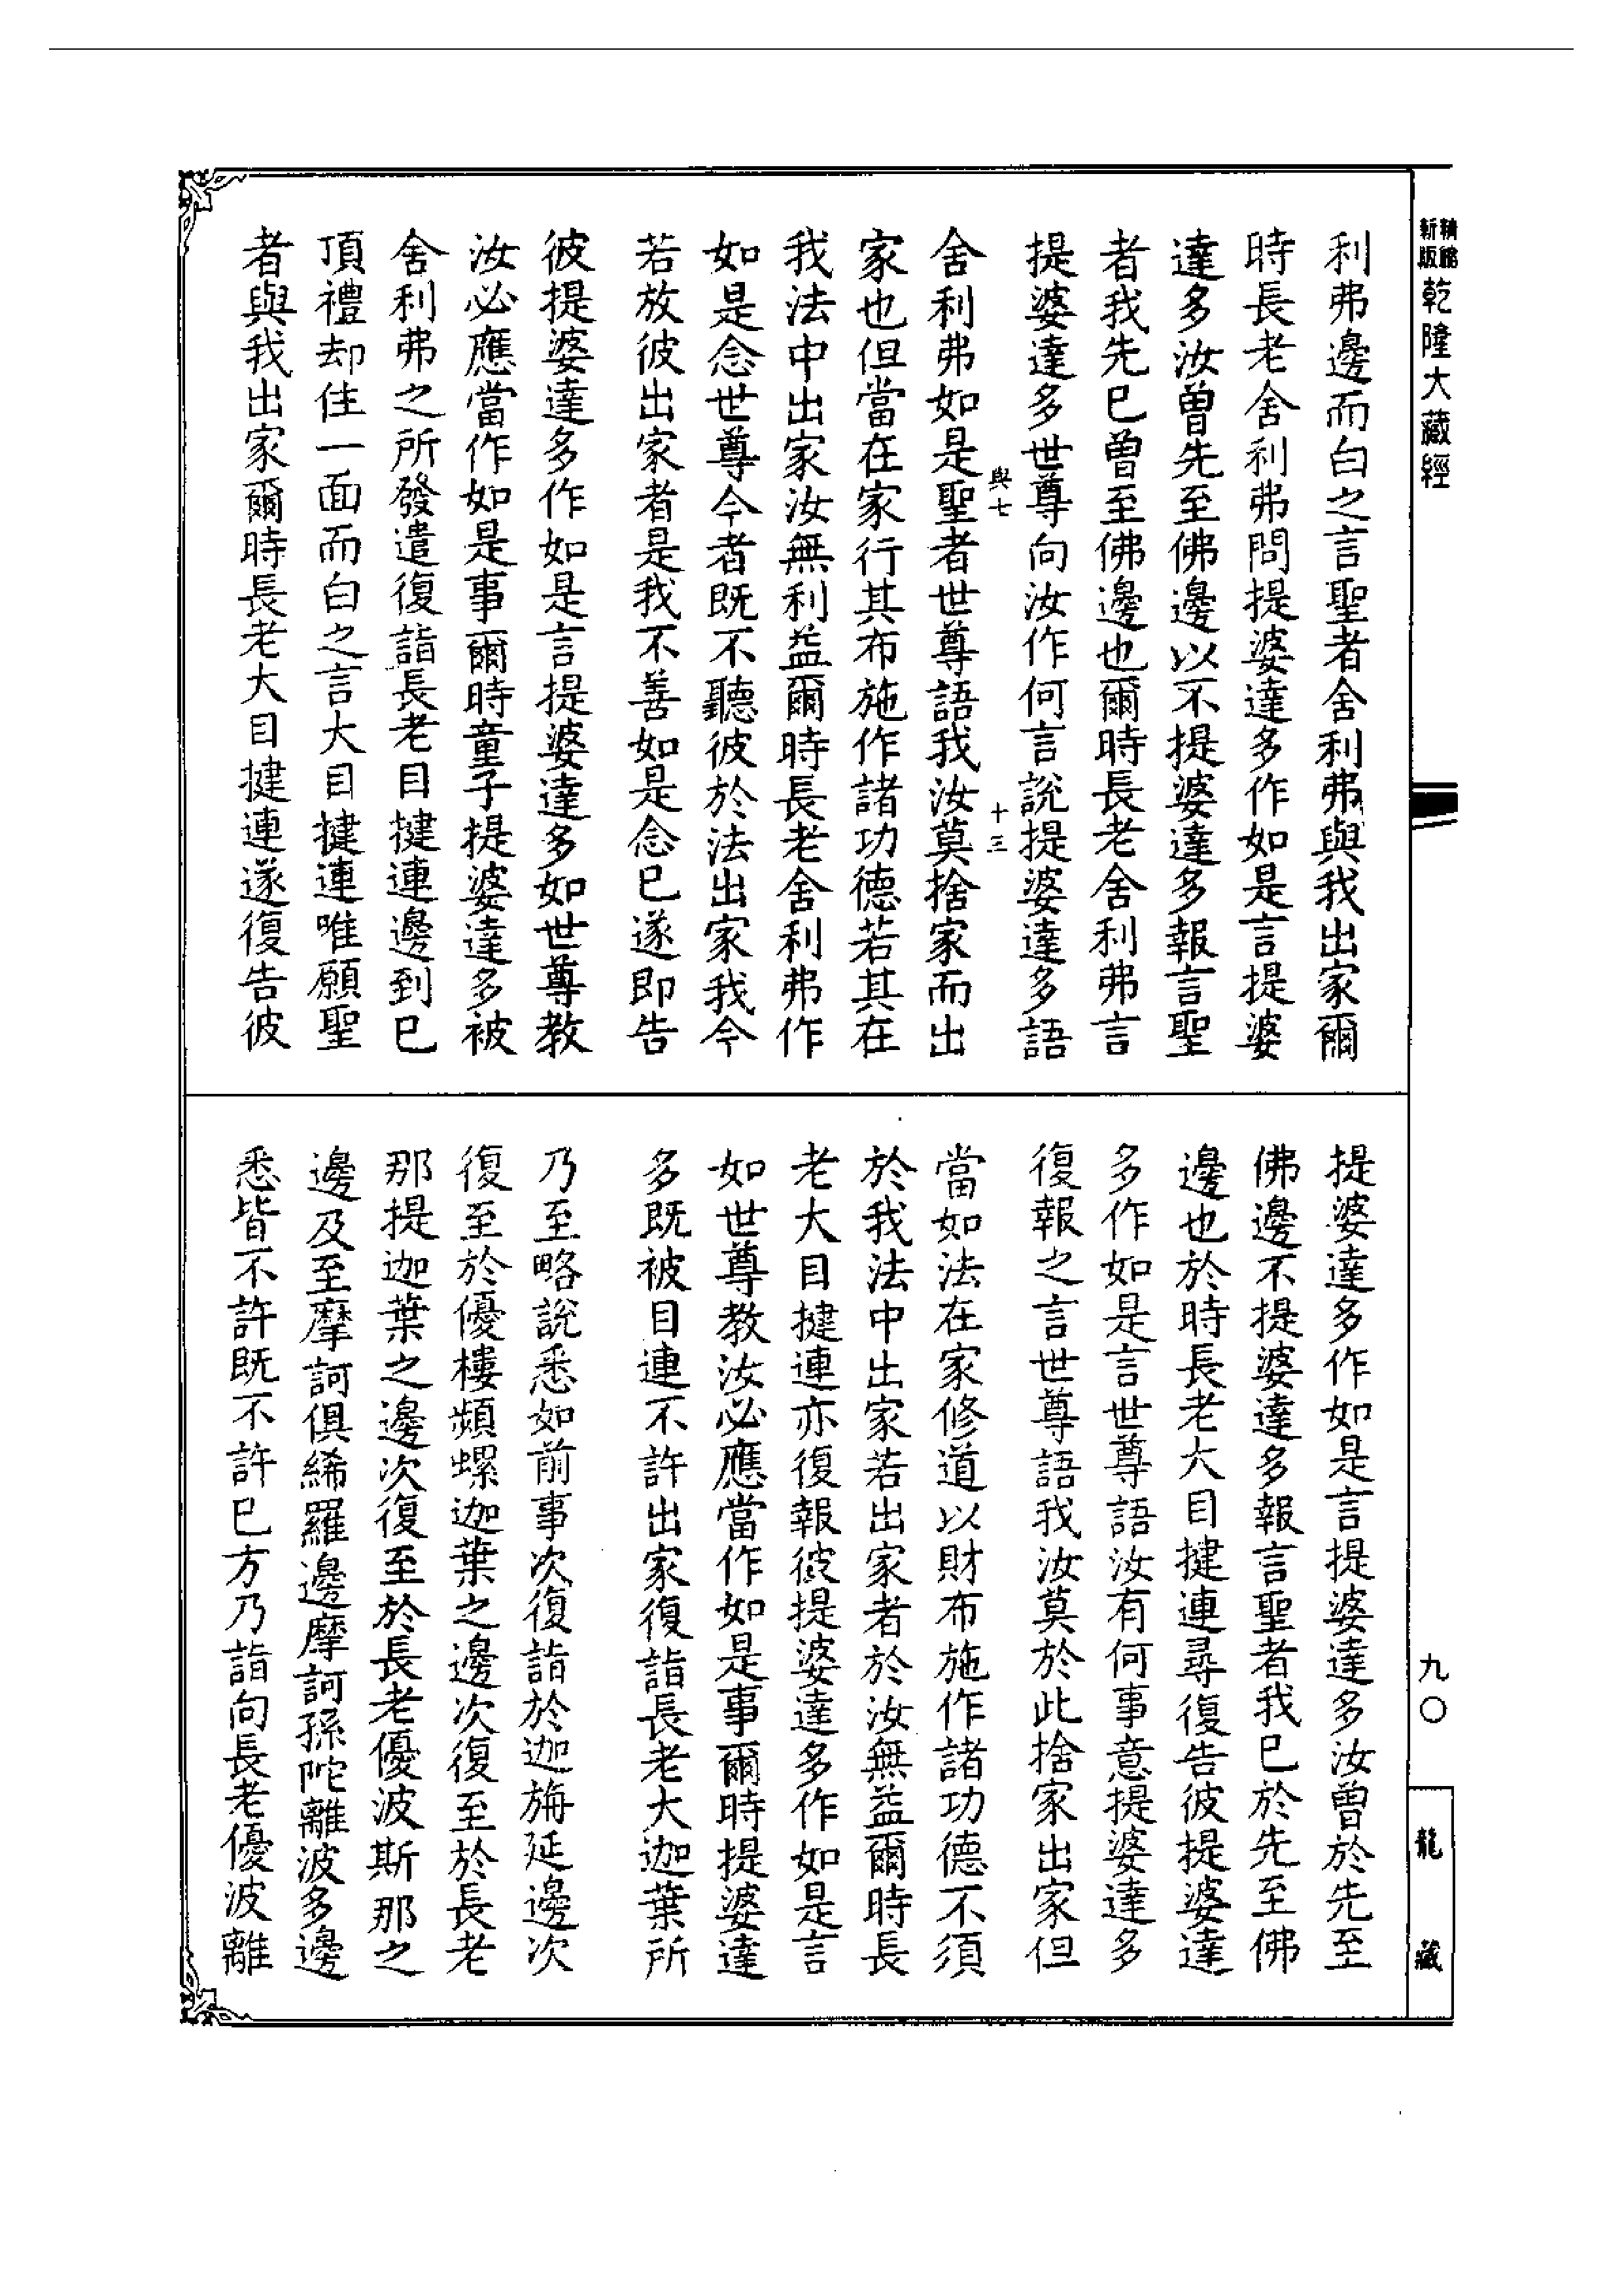 精縮新版乾隆大藏經
利弗邊而白之言聖者舍利弗與我出家爾
時長老舍利弗問提婆達多作如是言提婆
達多汝曾先至佛邊以不提婆達多報言聖
者我先已曾至佛邊也爾時長老舍利弗言
提婆達多世尊向汝作何言說提婆達多語
與七 十三
舍利弗如是聖者世尊語我汝莫捨家而出
家也但當在家行其布施作諸功德若其在
我法中出家汝無利益爾時長老舍利弗作
如是念世尊今者既不聽彼於法出家我今
若放彼出家者是我不善如是念已遂即告
彼提婆達多作如是言提婆達多如世尊教
汝必應當作如是事爾時童子提婆達多被
舍利弗之所發遣復詣長老目揵連邊到已
頂禮却住一面而白之言大目揵連唯願聖
者與我出家爾時長老大目揵連遂復告彼
提婆達多作如是言提婆達多汝曾於先至
佛邊不提婆達多報言聖者我已於先至佛
邊也於時長老大目揵連尋復告彼提婆達
多作如是言世尊語汝有何事意提婆達多
復報之言世尊語我汝莫於此捨家出家但
當如法在家修道以財布施作諸功德不須
於我法中出家若出家者於汝無益爾時長
老大目揵連亦復報彼提婆達多作如是言
如世尊教汝必應當作如是事爾時提婆達
多既被目連不許出家復詣長老大迦葉所
乃至略說悉如前事次復詣於迦旃延邊次
復至於優樓頻螺迦葉之邊次復至於長老
那提迦葉之邊次復至於長老優波斯那之
邊及至摩訶俱絺羅邊摩訶孫陀離波多邊
悉皆不許既不許已方乃詣向長老優波離
九〇
龍藏